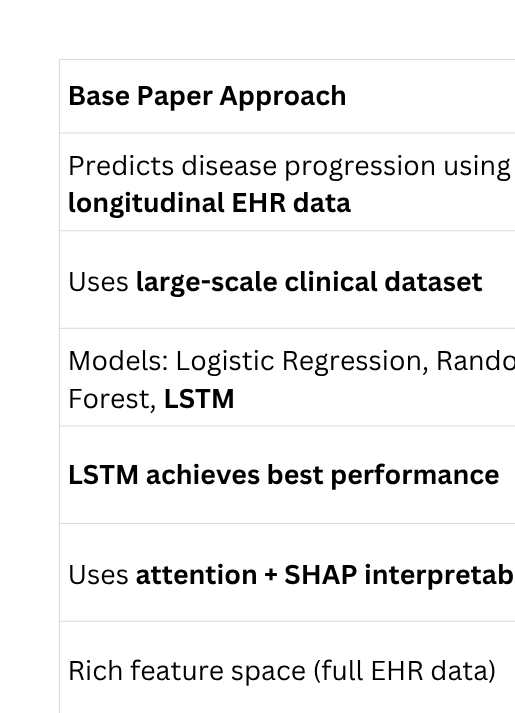 Base Paper Approach
Predicts disease progression using
longitudinal EHR data
Uses large-scale clinical dataset
Models: Logistic Regression, Rando
Forest, LSTM
LSTM achieves best performance
Uses attention + SHAP interpretab
Rich feature space (full EHR data)